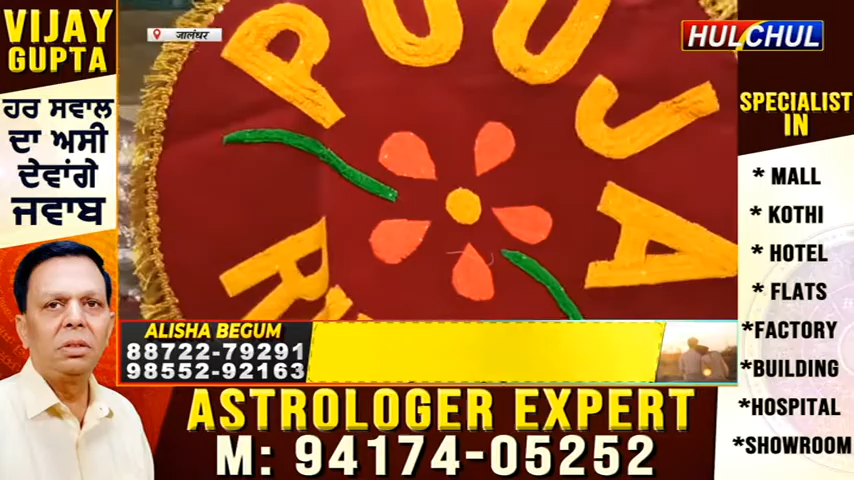 VIJAY
GUPTA
ਹਰ ਸਵਾਲ
ਦਾ ਅਸੀ
ਦੇਵਾਂਗੇ
ਜਵਾਬ
जालंधर
POOJA
HULCHUL
SPECIALIST
IN
* MALL
* KOTHI
* HOTEL
* FLATS
*FACTORY
*BUILDING
*HOSPITAL
*SHOWROOM
ALISHA BEGUM
88722-79291
98552-92163
ASTROLOGER EXPERT
M: 94174-05252